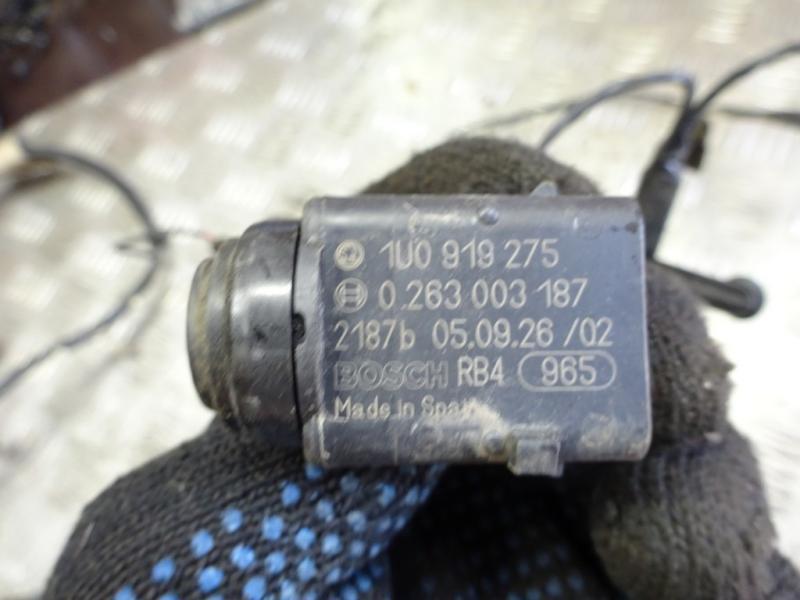 1U0 919 275
0.263 003 187
2187b 05.09.26 /02
BOSCH RB4 965
Made in Spain